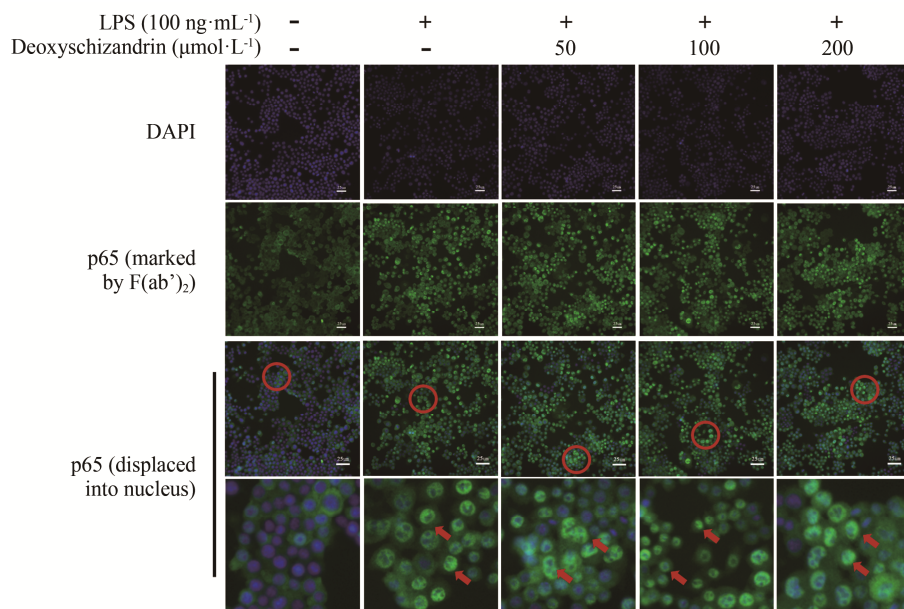 LPS (100 ng·mL⁻¹) - + + + +
Deoxyschizandrin (μmol·L⁻¹) - - 50 100 200
DAPI
p65 (marked
by F(ab’)₂)
p65 (displaced
into nucleus)